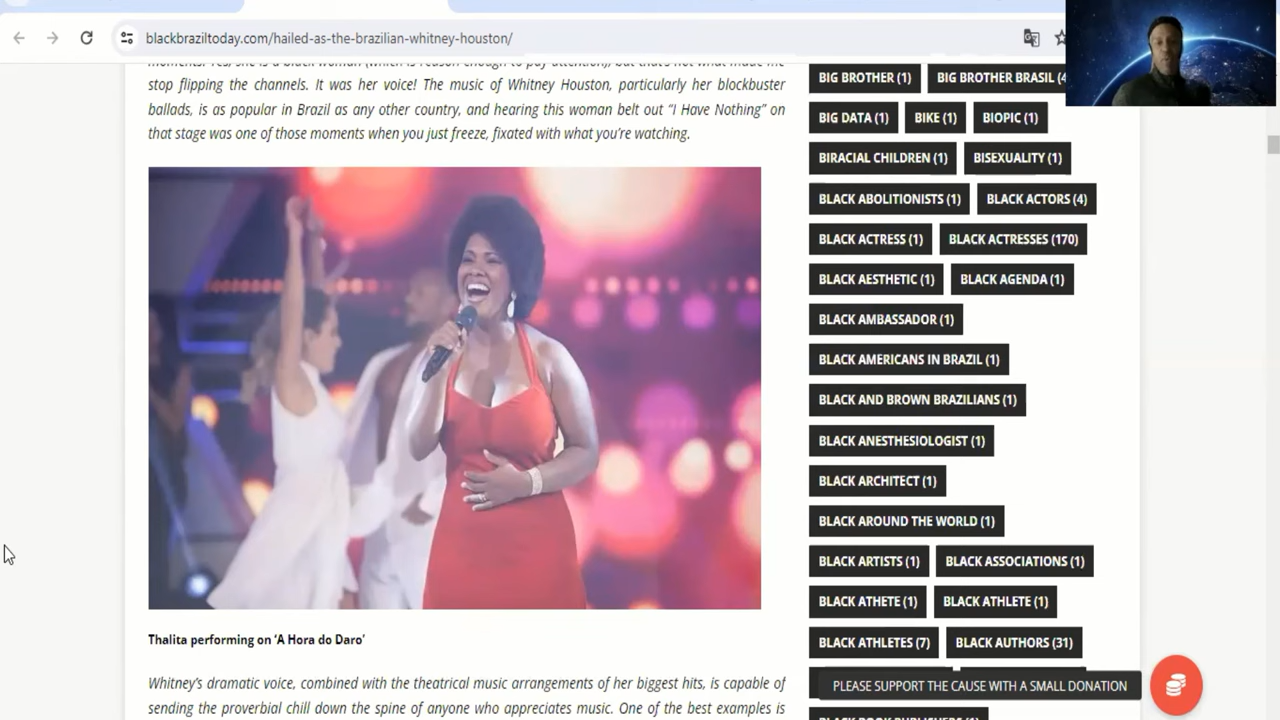 blackbraziltoday.com/hailed-as-the-brazilian-whitney-houston/
stop flipping the channels. It was her voice! The music of Whitney Houston, particularly her blockbuster
ballads, is as popular in Brazil as any other country, and hearing this woman belt out “I Have Nothing” on
that stage was one of those moments when you just freeze, fixated with what you’re watching.
Thalita performing on ‘A Hora do Daro’
Whitney’s dramatic voice, combined with the theatrical music arrangements of her biggest hits, is capable of
sending the proverbial chill down the spine of anyone who appreciates music. One of the best examples is
BIG BROTHER (1) BIG BROTHER BRASIL (4
BIG DATA (1) BIKE (1) BIOPIC (1)
BIRACIAL CHILDREN (1) BISEXUALITY (1)
BLACK ABOLITIONISTS (1) BLACK ACTORS (4)
BLACK ACTRESS (1) BLACK ACTRESSES (170)
BLACK AESTHETIC (1) BLACK AGENDA (1)
BLACK AMBASSADOR (1)
BLACK AMERICANS IN BRAZIL (1)
BLACK AND BROWN BRAZILIANS (1)
BLACK ANESTHESIOLOGIST (1)
BLACK ARCHITECT (1)
BLACK AROUND THE WORLD (1)
BLACK ARTISTS (1) BLACK ASSOCIATIONS (1)
BLACK ATHETE (1) BLACK ATHLETE (1)
BLACK ATHLETES (7) BLACK AUTHORS (31)
PLEASE SUPPORT THE CAUSE WITH A SMALL DONATION